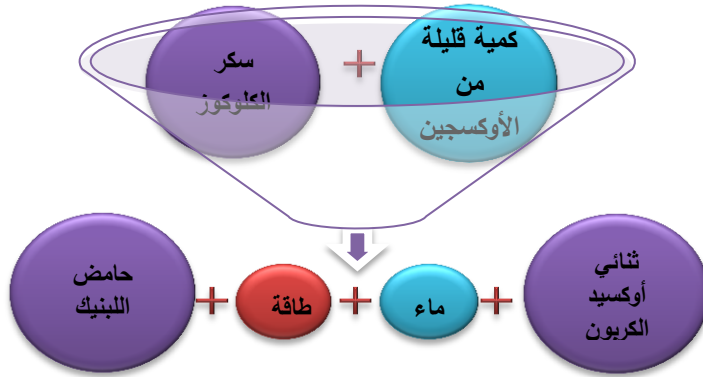 كمية قليلة
من
الأوكسجين
+
سكر
الكلوكوز
ثنائي
أوكسيد
الكربون
+
ماء
+
طاقة
+
حامض
اللبنيك